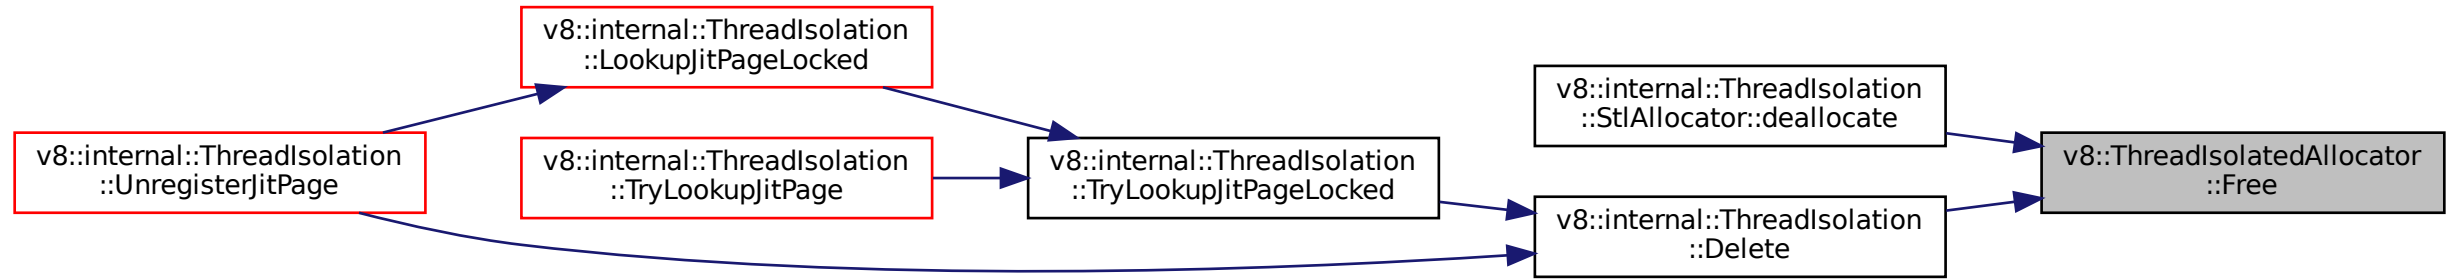 v8::internal::ThreadIsolation
::LookupJitPageLocked
v8::internal::ThreadIsolation
::StlAllocator::deallocate
v8::internal::ThreadIsolation
::UnregisterJitPage
v8::internal::ThreadIsolation
::TryLookupJitPage
v8::internal::ThreadIsolation
::TryLookupJitPageLocked
v8::ThreadIsolatedAllocator
::Free
v8::internal::ThreadIsolation
::Delete